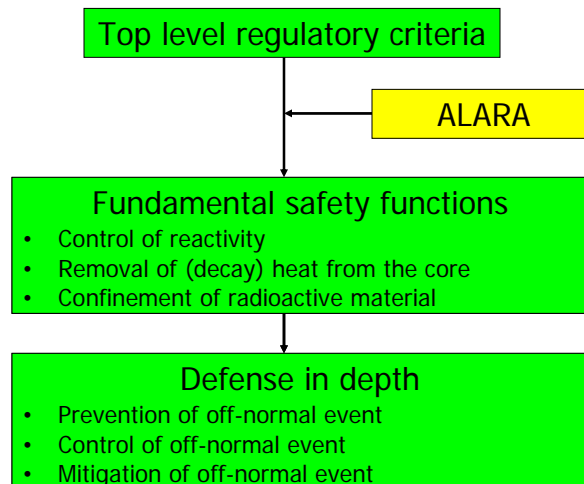 Top level regulatory criteria
ALARA
Fundamental safety functions
• Control of reactivity
• Removal of (decay) heat from the core
• Confinement of radioactive material
Defense in depth
• Prevention of off-normal event
• Control of off-normal event
• Mitigation of off-normal event